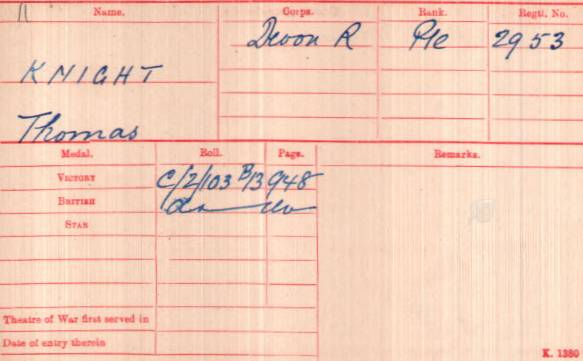 Name. Corps. Rank. Regtl. No.
Devon R Pte 2953
KNIGHT
Thomas
Medal. Roll. Page. Remarks.
VICTORY C/2/103 B13 948
BRITISH do do
STAR
Theatre of War first served in
Date of entry therein
K. 1380